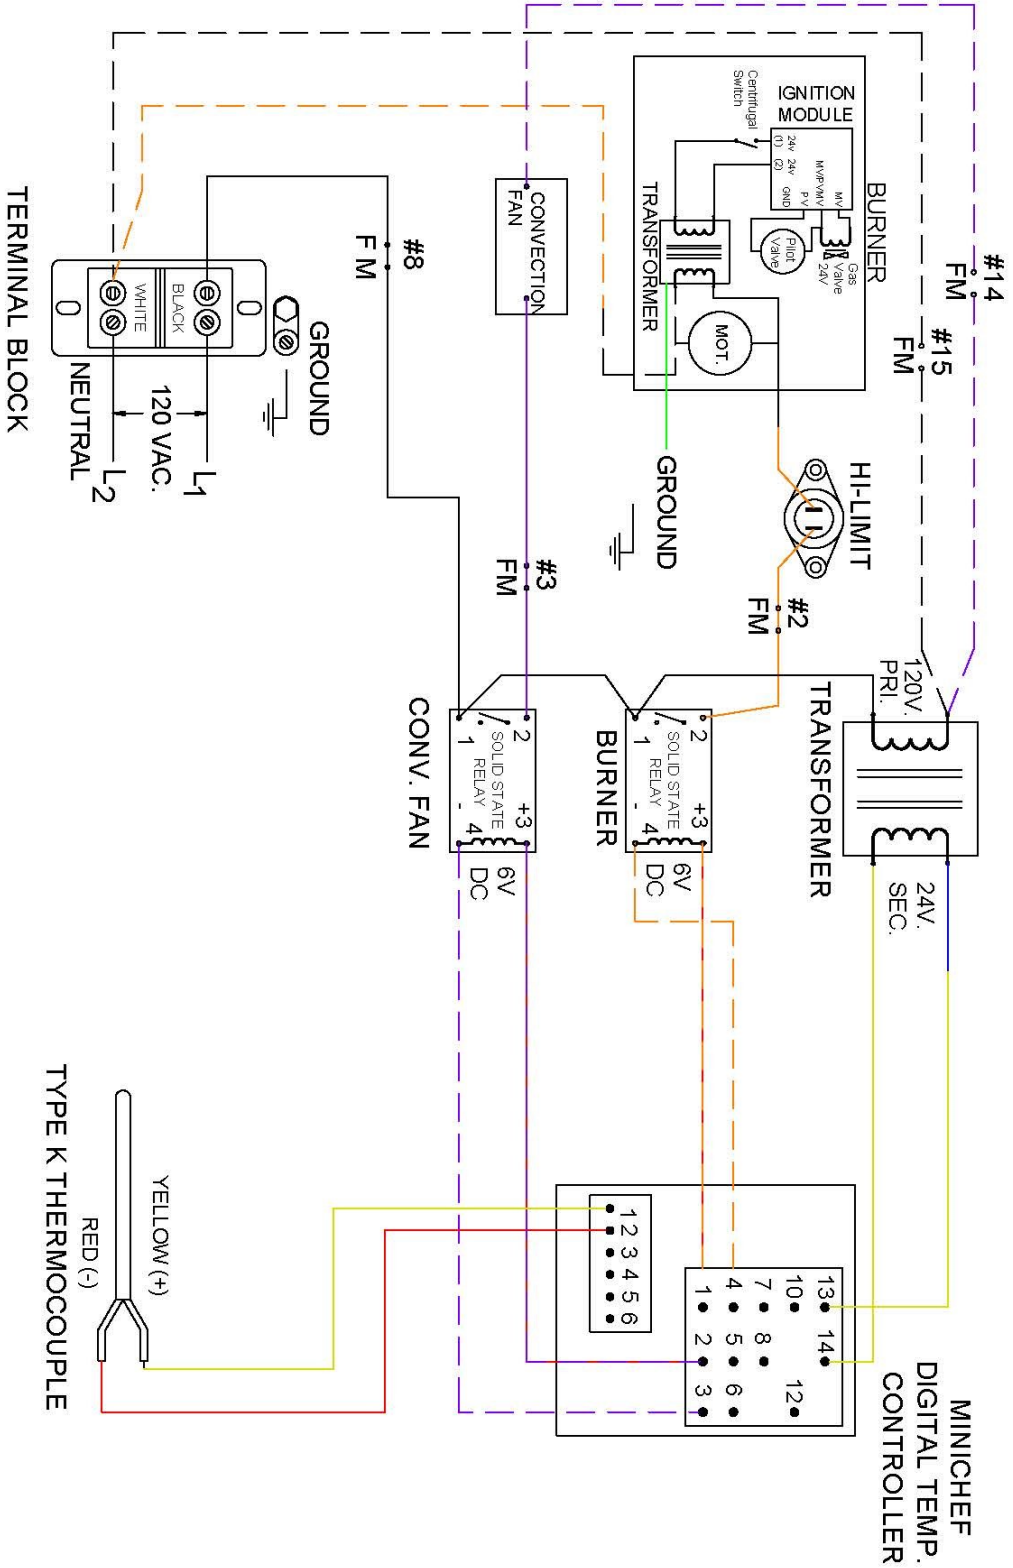 #14
FM
#15
FM
BURNER
IGNITION
MODULE
Centrifugal
Switch
24v
(1)
24v
(2)
MV/PV
MV
GND
PV
MV
Pilot
Valve
Gas
Valve
24V
TRANSFORMER
MOT.
GROUND
HI-LIMIT
#2
FM
CONVECTION
FAN
#3
FM
#8
FM
GROUND
BLACK
WHITE
TERMINAL BLOCK
L1
120 VAC.
L2
NEUTRAL
120V.
PRI.
TRANSFORMER
24V.
SEC.
2
1
SOLID STATE
RELAY
+3
- 4
6V
DC
BURNER
2
1
SOLID STATE
RELAY
+3
- 4
6V
DC
CONV. FAN
MINICHEF
DIGITAL TEMP.
CONTROLLER
13 14
10 12
7 8
4 5 6
1 2 3
1 2 3 4 5 6
YELLOW (+)
RED (-)
TYPE K THERMOCOUPLE